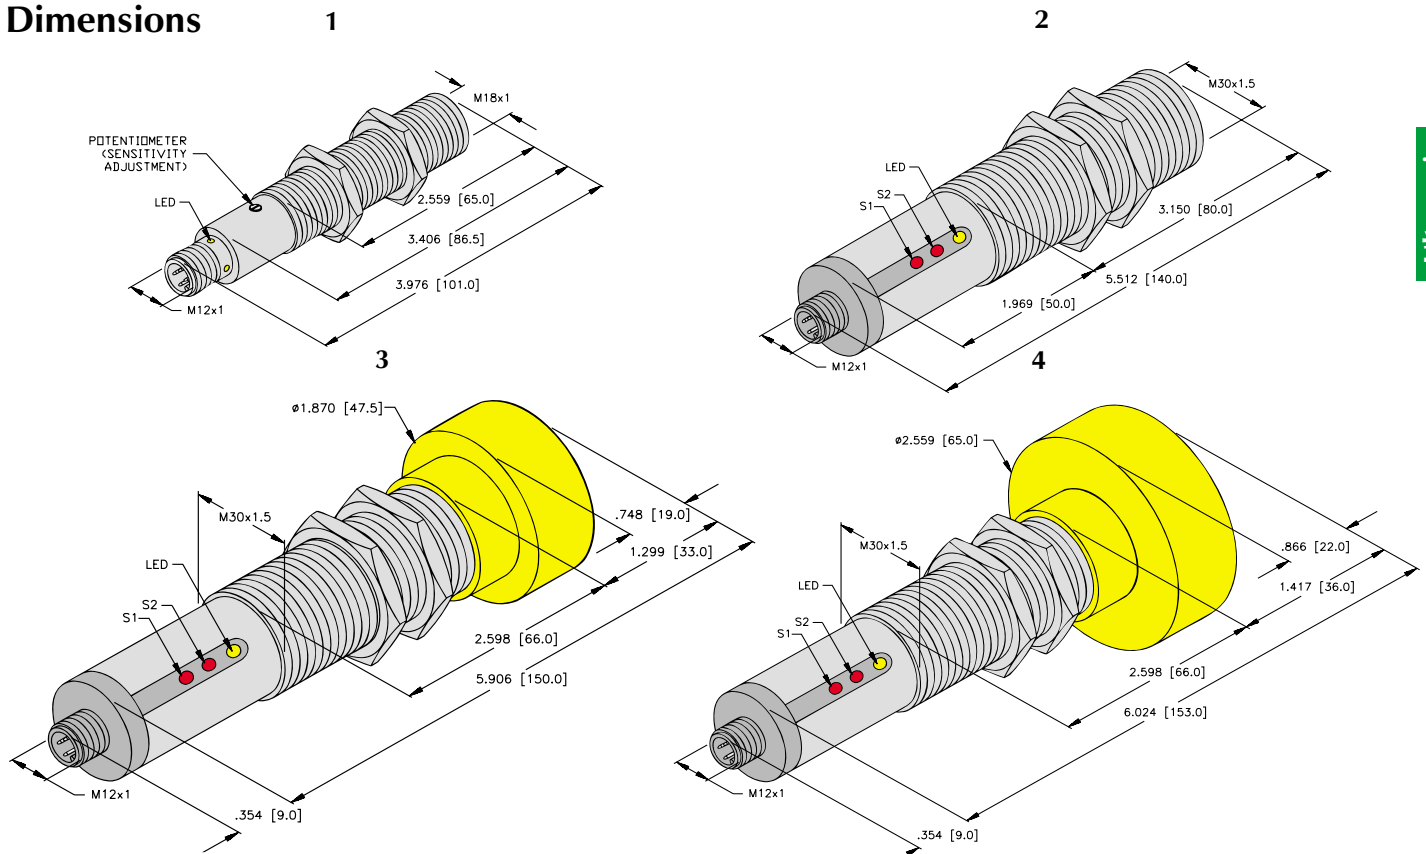 Dimensions
1
2
M18x1
POTENTIOMETER
(SENSITIVITY
ADJUSTMENT)
LED
2.559 [65.0]
3.406 [86.5]
3.976 [101.0]
M12x1
M30x1.5
LED
S2
S1
3.150 [80.0]
5.512 [140.0]
1.969 [50.0]
M12x1
3
4
ø1.870 [47.5]
M30x1.5
LED
S2
S1
.748 [19.0]
1.299 [33.0]
2.598 [66.0]
5.906 [150.0]
M12x1
.354 [9.0]
ø2.559 [65.0]
M30x1.5
LED
S2
S1
.866 [22.0]
1.417 [36.0]
2.598 [66.0]
6.024 [153.0]
M12x1
.354 [9.0]